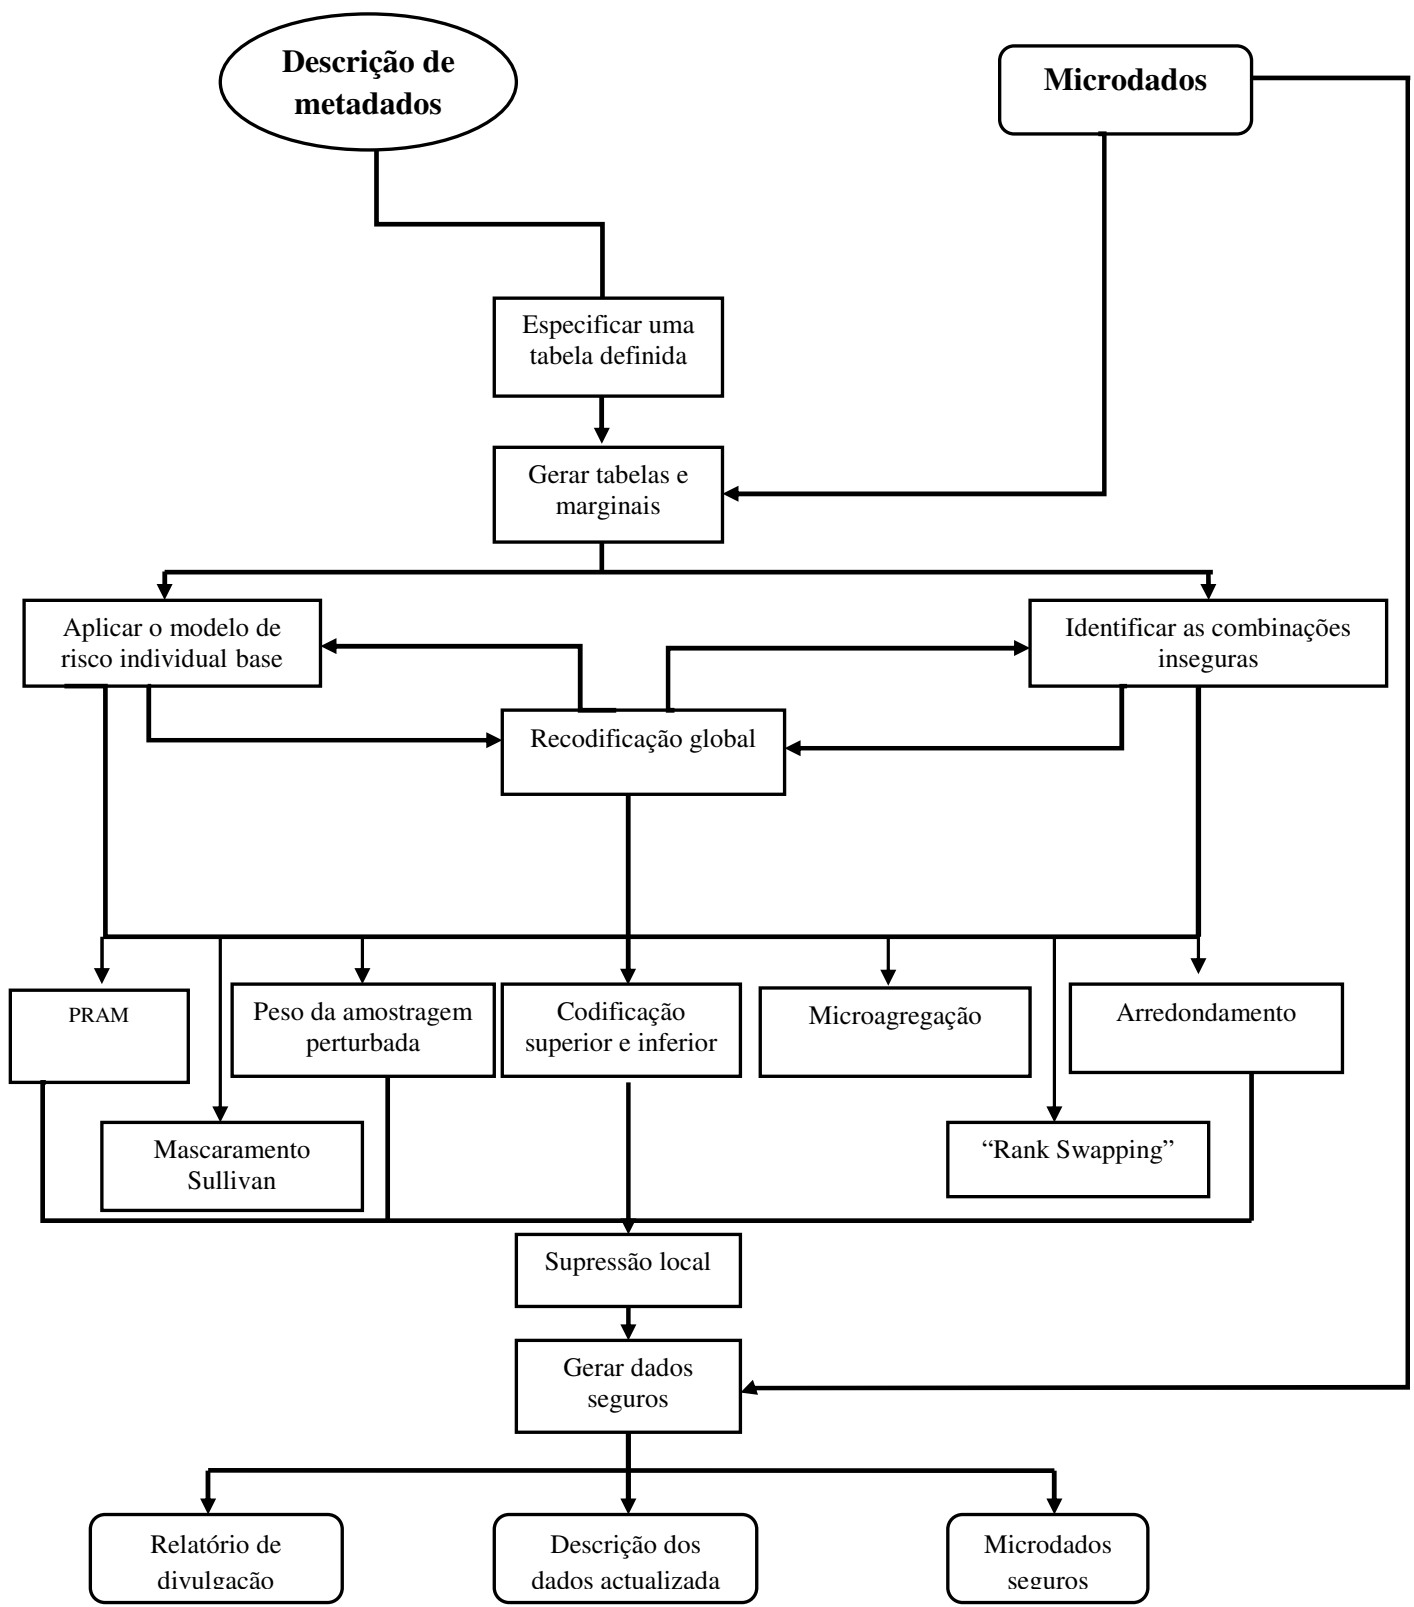 Descrição de
metadados
Microdados
Especificar uma
tabela definida
Gerar tabelas e
marginais
Aplicar o modelo de
risco individual base
Identificar as combinações
inseguras
Recodificação global
PRAM
Peso da amostragem
perturbada
Codificação
superior e inferior
Microagregação
Arredondamento
Mascaramento
Sullivan
“Rank Swapping”
Supressão local
Gerar dados
seguros
Relatório de
divulgação
Descrição dos
dados actualizada
Microdados
seguros